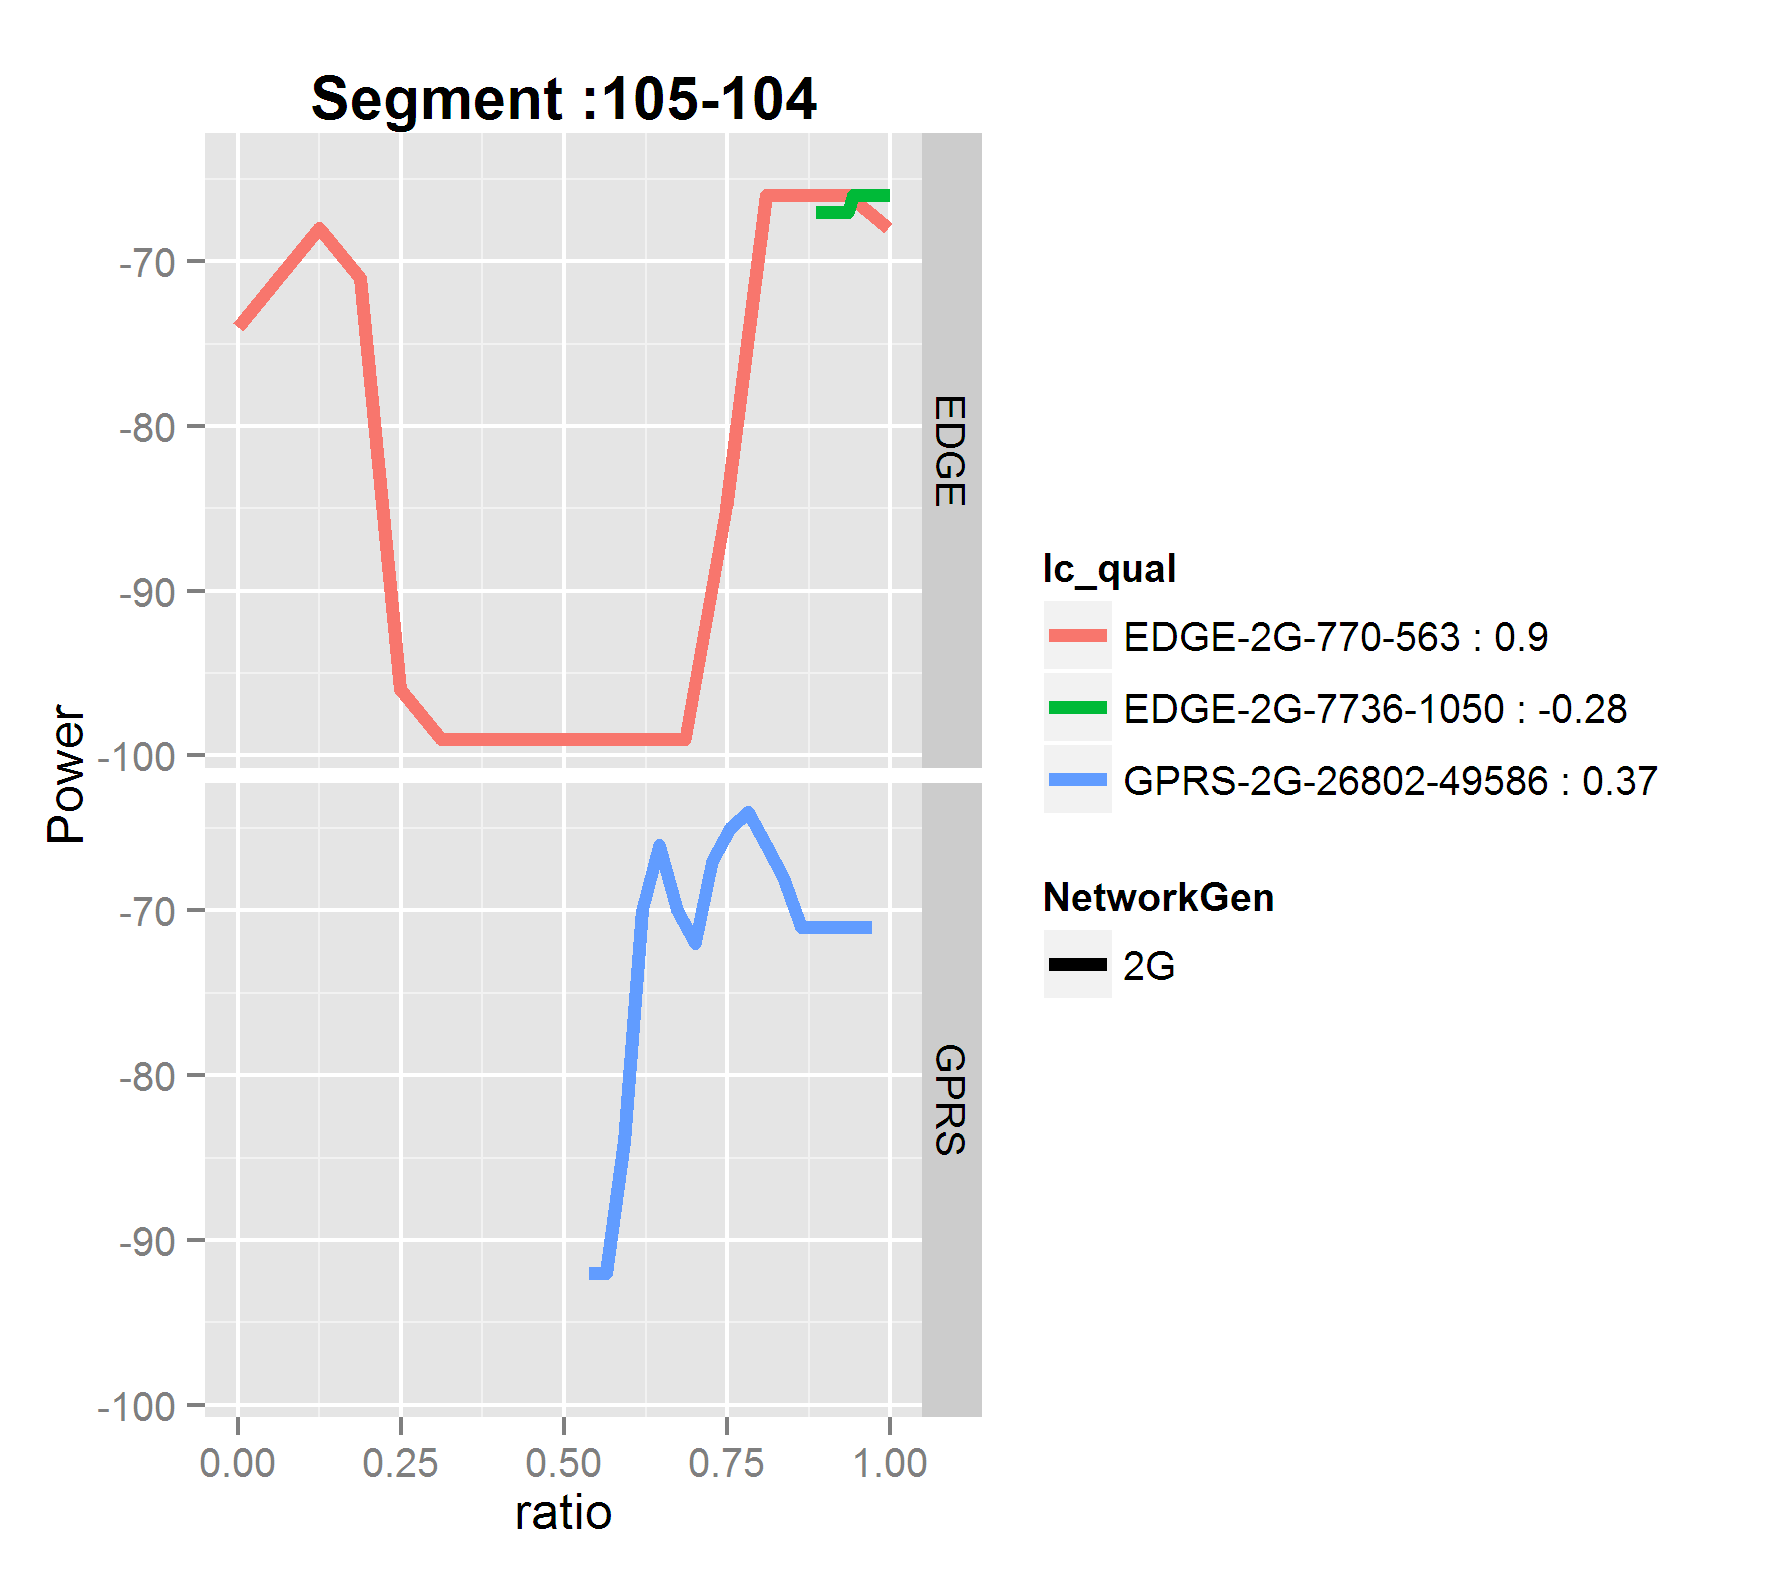 Segment :105-104
-70
-80
-90
-100
EDGE
-70
-80
-90
-100
GPRS
Power
0.00 0.25 0.50 0.75 1.00
ratio
lc_qual
EDGE-2G-770-563 : 0.9
EDGE-2G-7736-1050 : -0.28
GPRS-2G-26802-49586 : 0.37
NetworkGen
2G